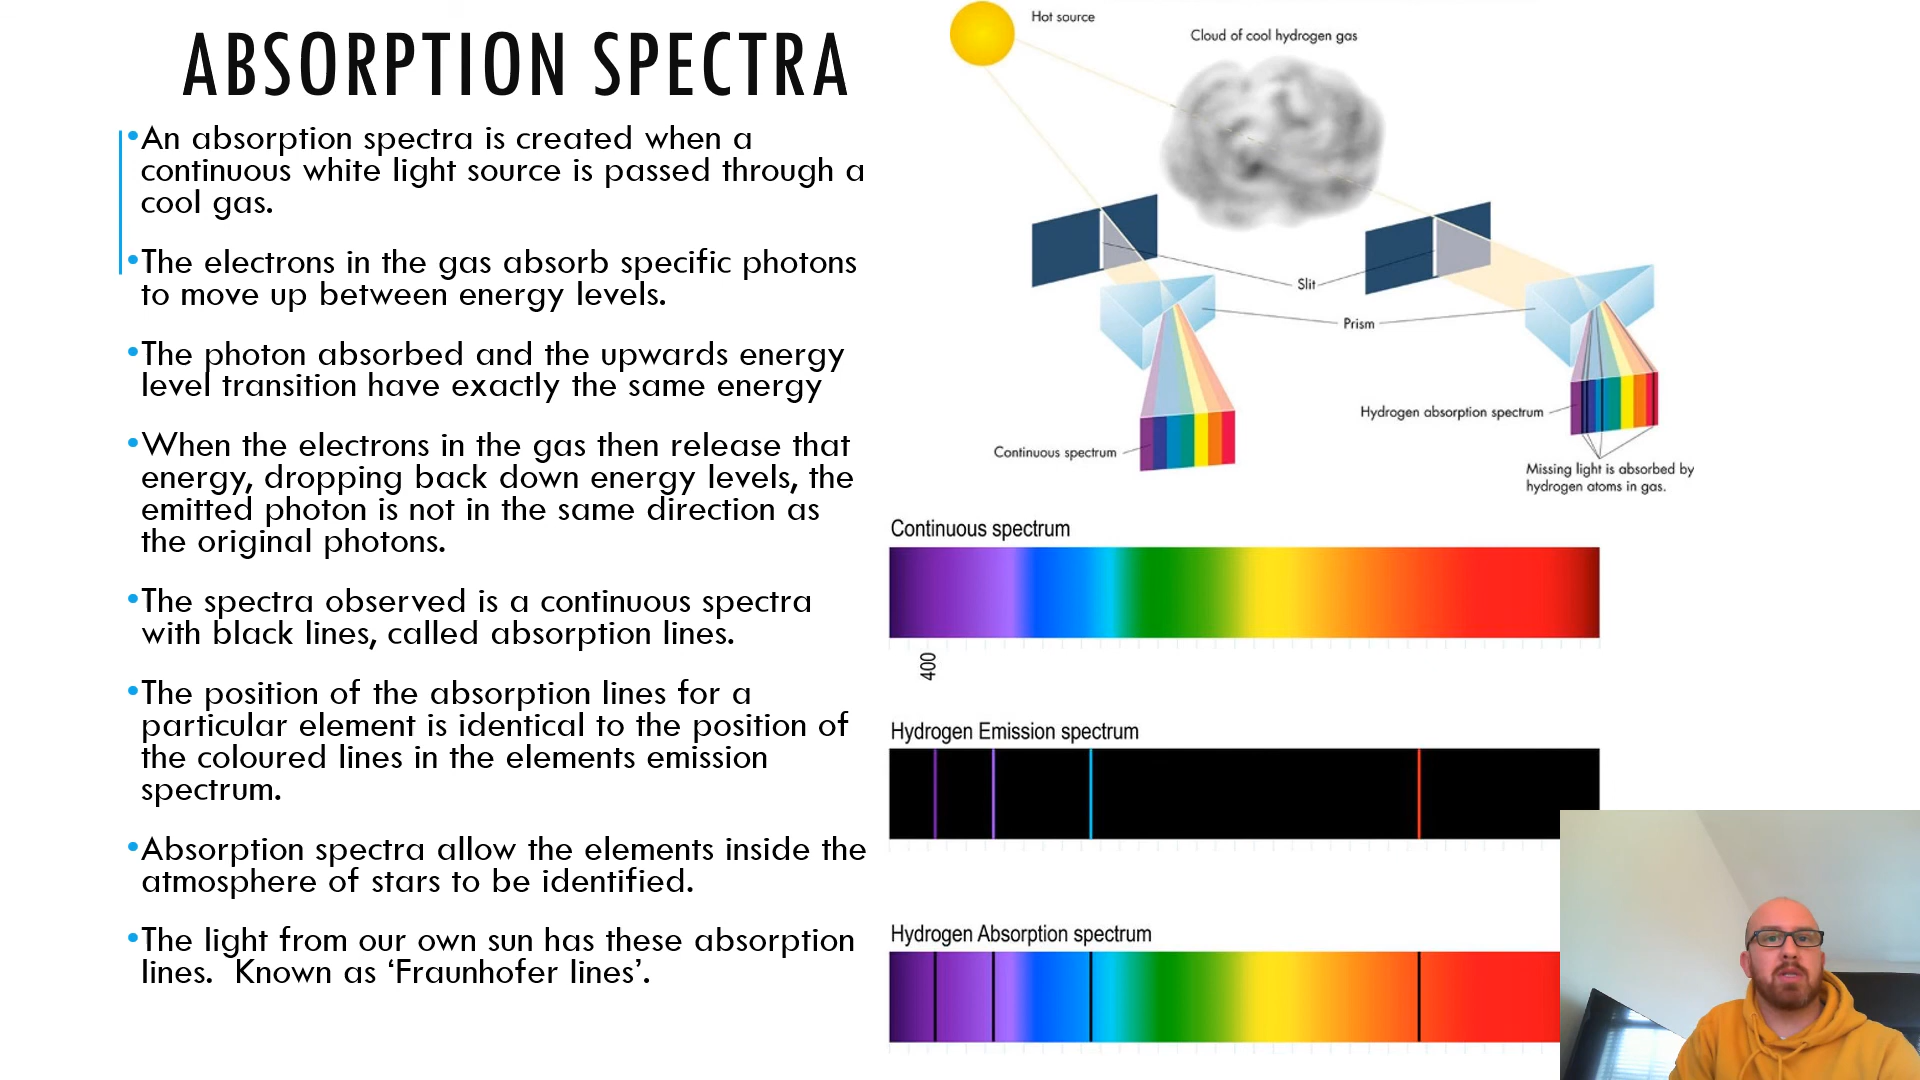 ABSORPTION SPECTRA
•An absorption spectra is created when a
continuous white light source is passed through a
cool gas.
•The electrons in the gas absorb specific photons
to move up between energy levels.
•The photon absorbed and the upwards energy
level transition have exactly the same energy
•When the electrons in the gas then release that
energy, dropping back down energy levels, the
emitted photon is not in the same direction as
the original photons.
•The spectra observed is a continuous spectra
with black lines, called absorption lines.
•The position of the absorption lines for a
particular element is identical to the position of
the coloured lines in the elements emission
spectrum.
•Absorption spectra allow the elements inside the
atmosphere of stars to be identified.
•The light from our own sun has these absorption
lines.  Known as ‘Fraunhofer lines’.
Hot source
Cloud of cool hydrogen gas
Slit
Prism
Hydrogen absorption spectrum
Continuous spectrum
Missing light is absorbed by
hydrogen atoms in gas.
Continuous spectrum
400
Hydrogen Emission spectrum
Hydrogen Absorption spectrum